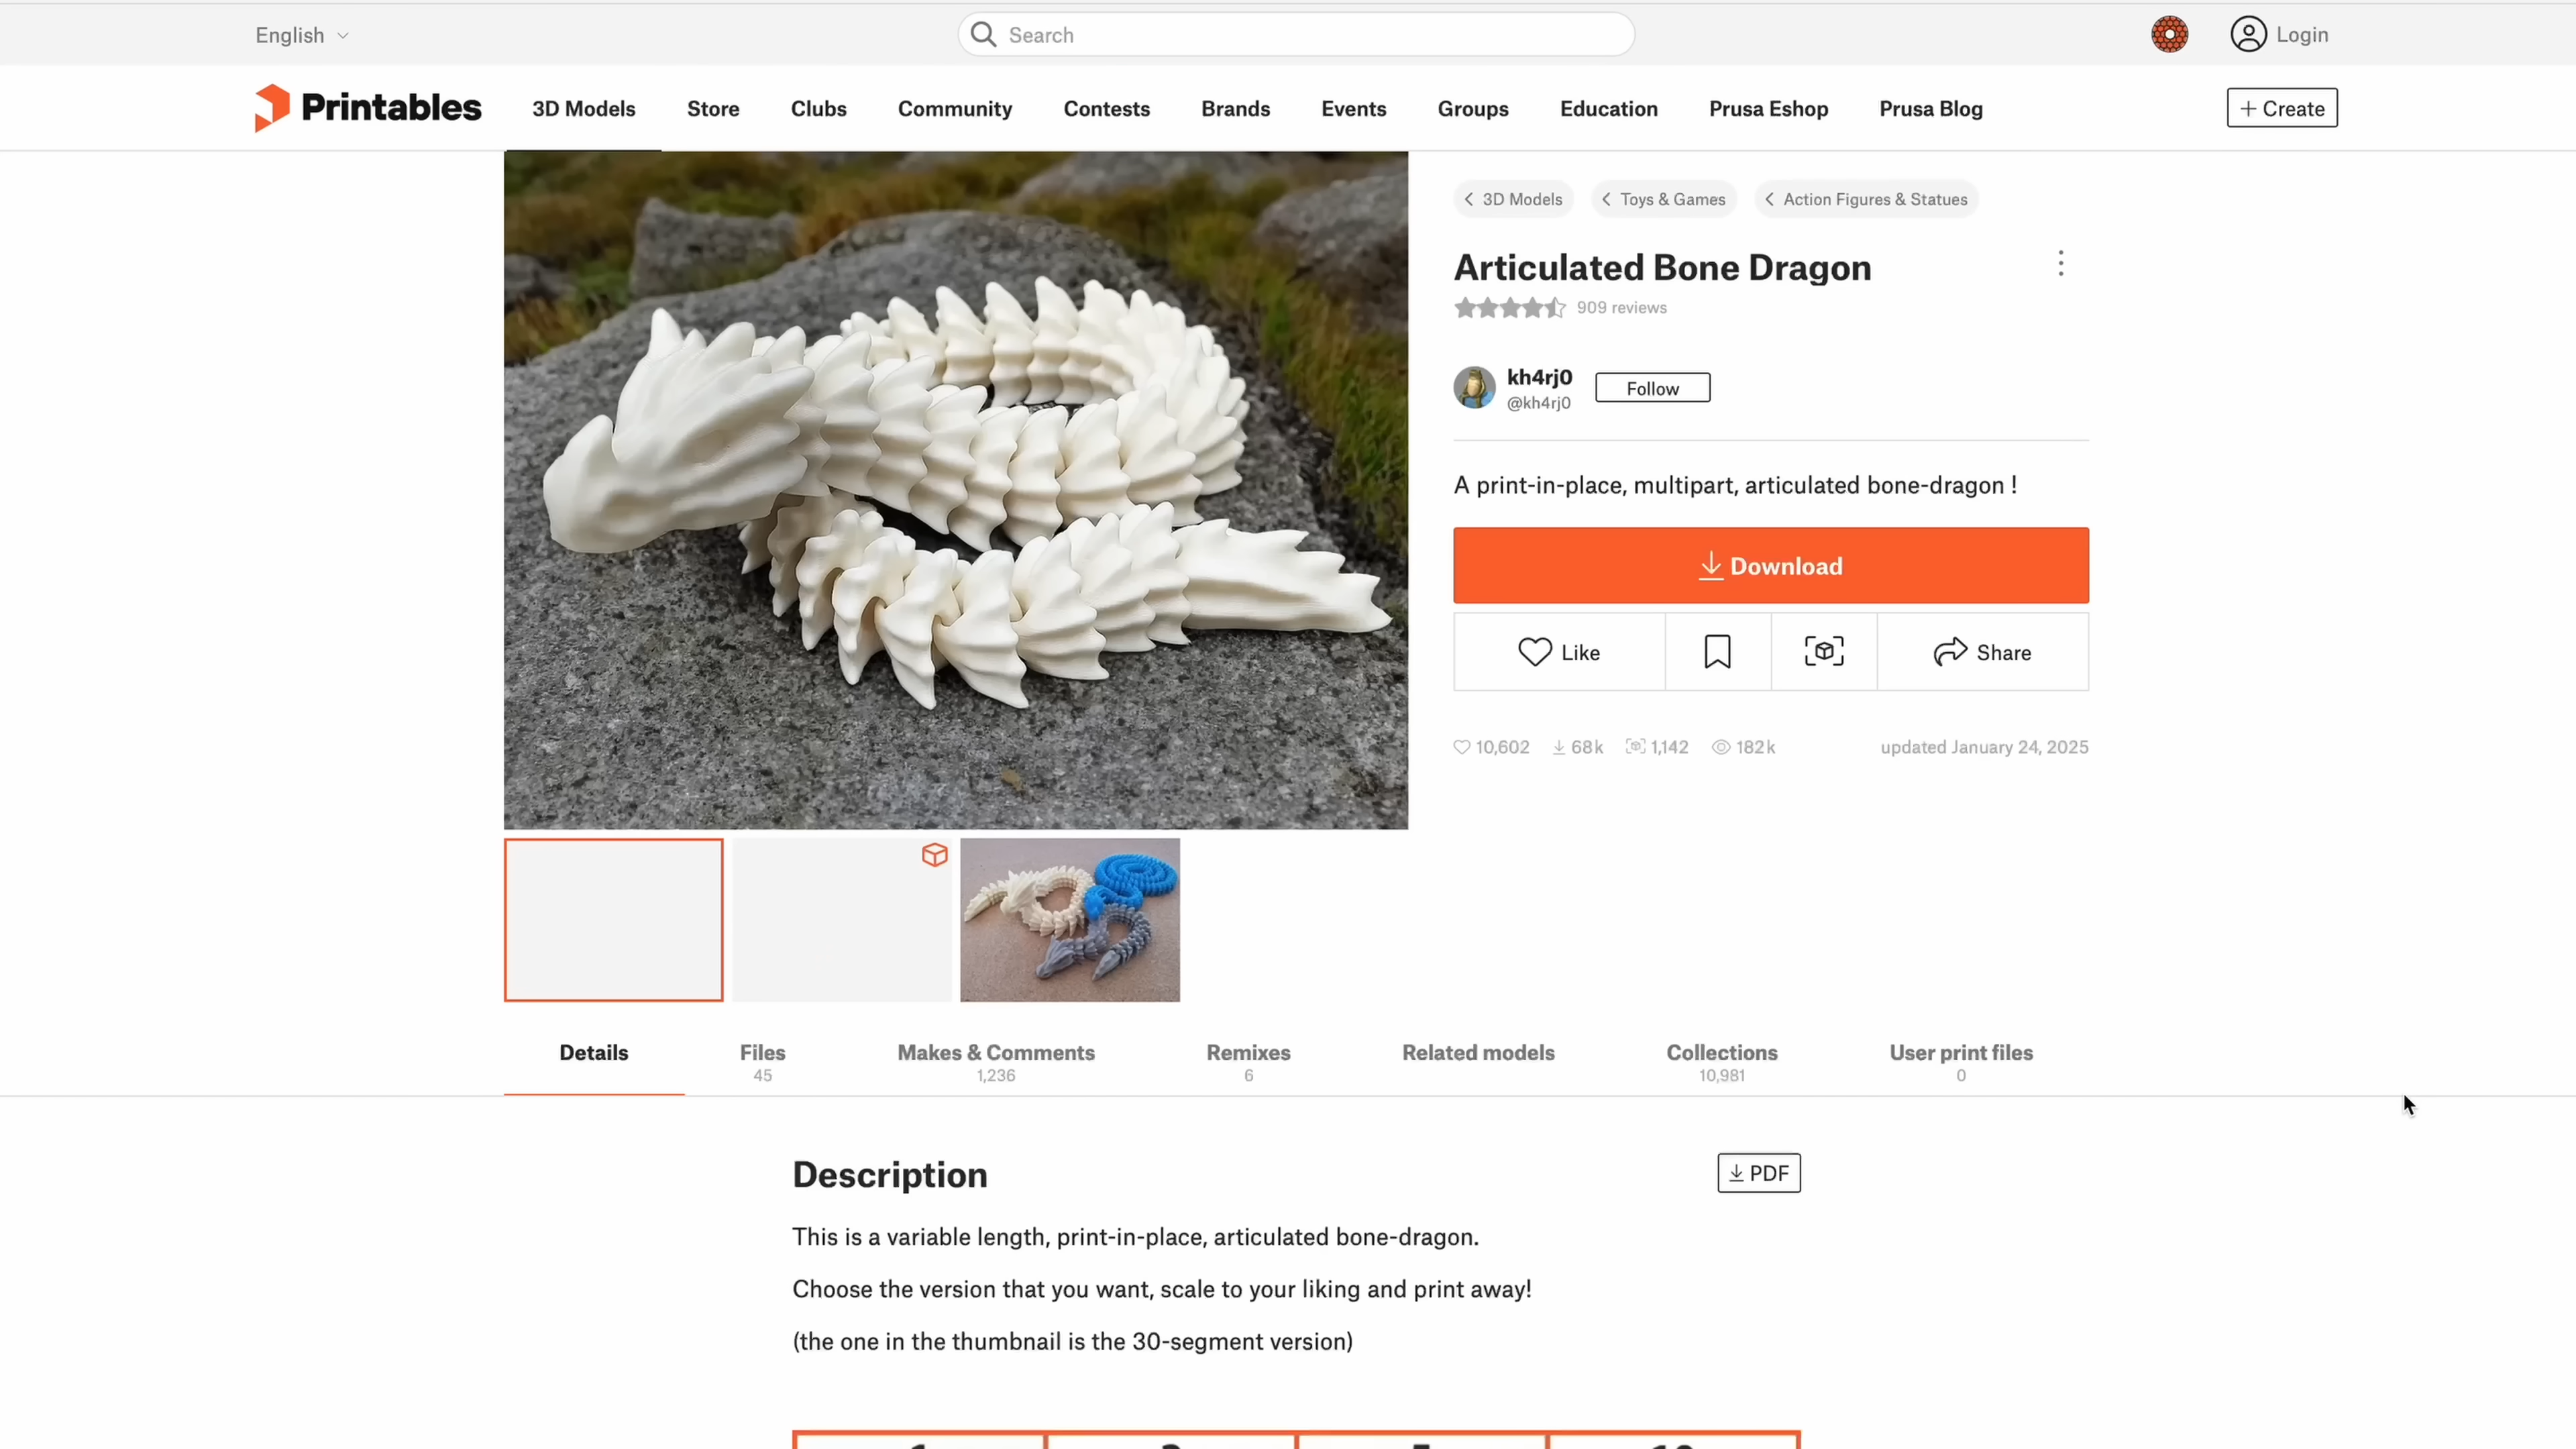 English
Search
Login
Printables
3D Models
Store
Clubs
Community
Contests
Brands
Events
Groups
Education
Prusa Eshop
Prusa Blog
+ Create
3D Models
Toys & Games
Action Figures & Statues
Articulated Bone Dragon
909 reviews
kh4rj0
@kh4rj0
Follow
A print-in-place, multipart, articulated bone-dragon !
Download
Like
Share
10,602
68k
1,142
182k
updated January 24, 2025
Details
Files
45
Makes & Comments
1,236
Remixes
6
Related models
Collections
10,981
User print files
0
Description
PDF
This is a variable length, print-in-place, articulated bone-dragon.
Choose the version that you want, scale to your liking and print away!
(the one in the thumbnail is the 30-segment version)